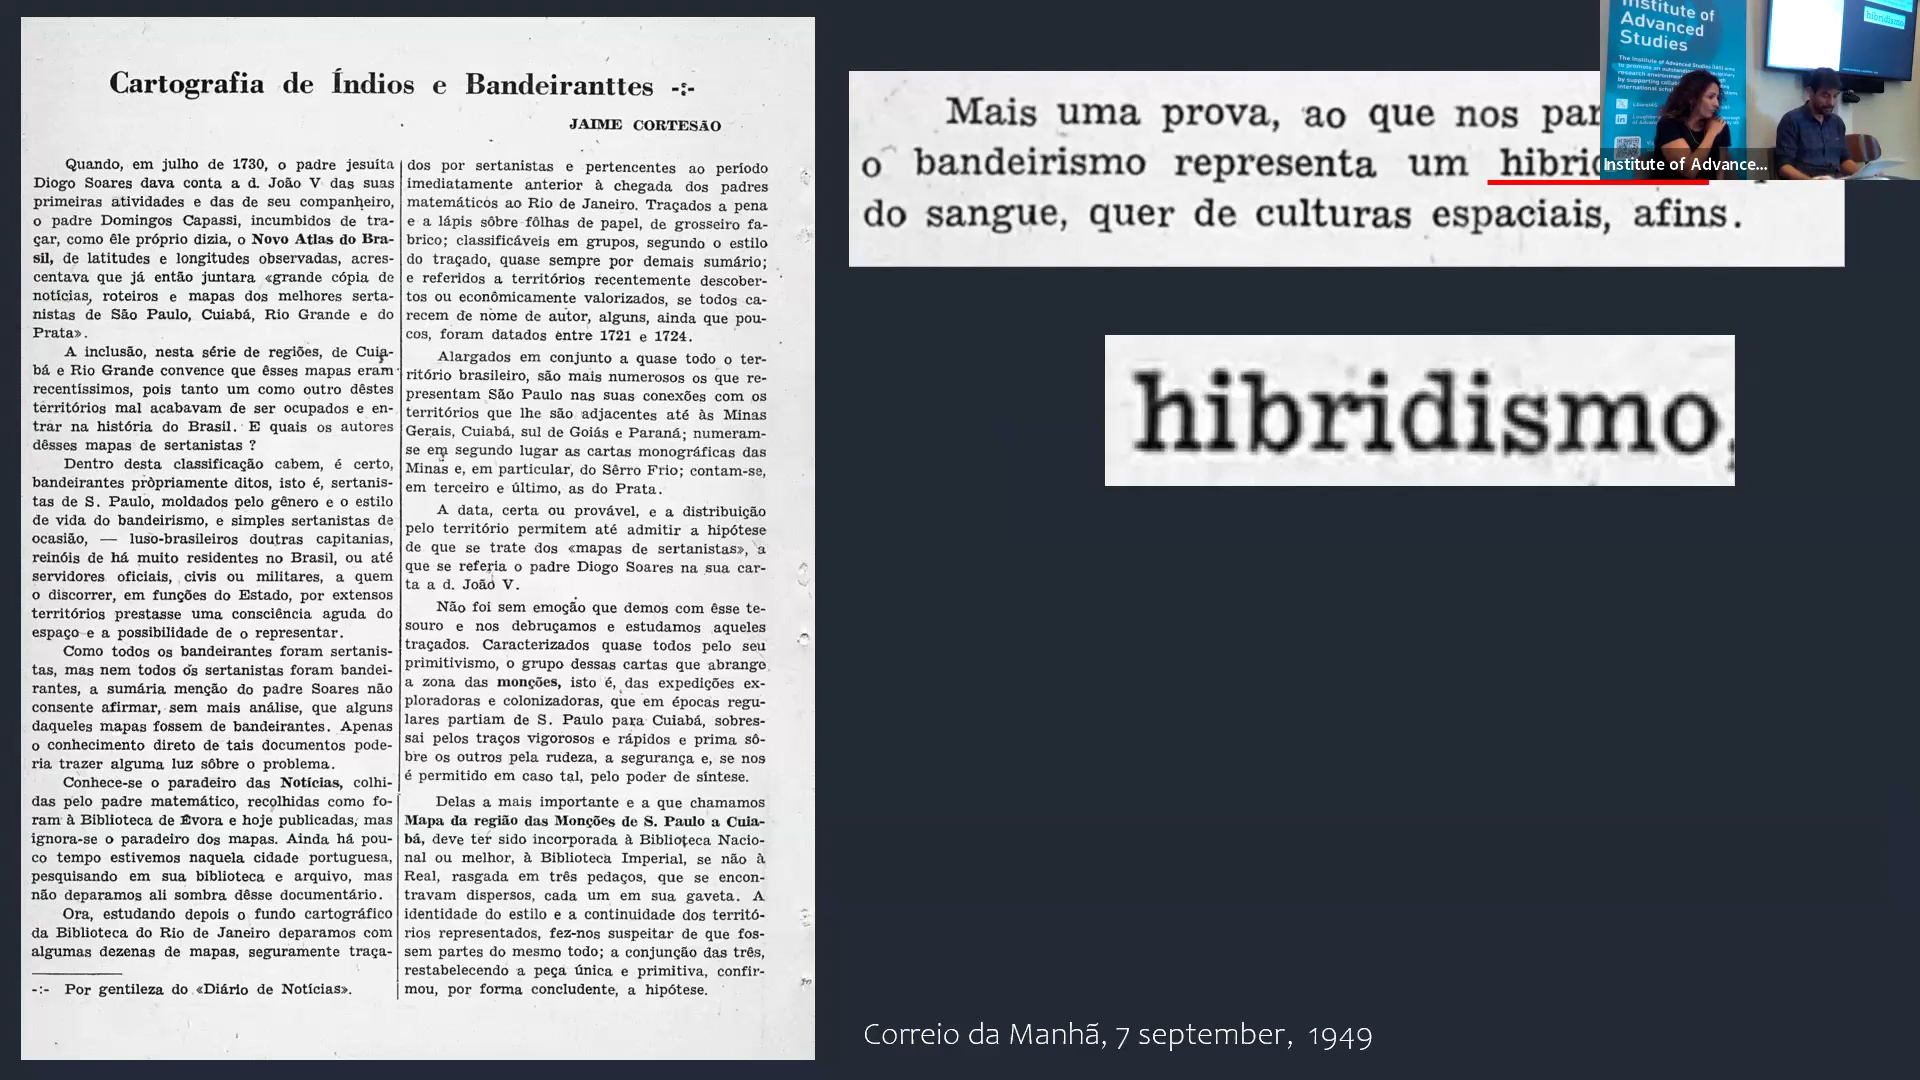 Cartografia de Índios e Bandeiranttes -:-
JAIME CORTESÃO
Quando, em julho de 1730, o padre jesuíta
Diogo Soares dava conta a d. João V das suas
primeiras atividades e das de seu companheiro,
o padre Domingos Capassi, incumbidos de tra-
çar, como êle próprio dizia, o Novo Atlas do Bra-
sil, de latitudes e longitudes observadas, acres-
centava que já então juntara «grande cópia de
notícias, roteiros e mapas dos melhores serta-
nistas de São Paulo, Cuiabá, Rio Grande e do
Prata».
A inclusão, nesta série de regiões, de Cuia-
bá e Rio Grande convence que êsses mapas eram
recentíssimos, pois tanto um como outro dêstes
territórios mal acabavam de ser ocupados e en-
trar na história do Brasil. E quais os autores
dêsses mapas de sertanistas ?
Dentro desta classificação cabem, é certo,
bandeirantes pròpriamente ditos, isto é, sertanis-
tas de S. Paulo, moldados pelo gênero e o estilo
de vida do bandeirismo, e simples sertanistas de
ocasião, — luso-brasileiros doutras capitanias,
reinóis de há muito residentes no Brasil, ou até
servidores oficiais, civis ou militares, a quem
o discorrer, em funções do Estado, por extensos
territórios prestasse uma consciência aguda do
espaço e a possibilidade de o representar.
Como todos os bandeirantes foram sertanis-
tas, mas nem todos os sertanistas foram bandei-
rantes, a sumária menção do padre Soares não
consente afirmar, sem mais análise, que alguns
daqueles mapas fossem de bandeirantes. Apenas
o conhecimento direto de tais documentos pode-
ria trazer alguma luz sôbre o problema.
Conhece-se o paradeiro das Notícias, colhi-
das pelo padre matemático, recolhidas como fo-
ram à Biblioteca de Évora e hoje publicadas, mas
ignora-se o paradeiro dos mapas. Ainda há pou-
co tempo estivemos naquela cidade portuguesa,
pesquisando em sua biblioteca e arquivo, mas
não deparamos ali sombra dêsse documentário.
Ora, estudando depois o fundo cartográfico
da Biblioteca do Rio de Janeiro deparamos com
algumas dezenas de mapas, seguramente traça-
-:- Por gentileza do «Diário de Notícias».
dos por sertanistas e pertencentes ao período
imediatamente anterior à chegada dos padres
matemáticos ao Rio de Janeiro. Traçados a pena
e a lápis sôbre fôlhas de papel, de grosseiro fa-
brico; classificáveis em grupos, segundo o estilo
do traçado, quase sempre por demais sumário;
e referidos a territórios recentemente descober-
tos ou econômicamente valorizados, se todos ca-
recem de nome de autor, alguns, ainda que pou-
cos, foram datados entre 1721 e 1724.
Alargados em conjunto a quase todo o ter-
ritório brasileiro, são mais numerosos os que re-
presentam São Paulo nas suas conexões com os
territórios que lhe são adjacentes até às Minas
Gerais, Cuiabá, sul de Goiás e Paraná; numeram-
se em segundo lugar as cartas monográficas das
Minas e, em particular, do Sêrro Frio; contam-se,
em terceiro e último, as do Prata.
A data, certa ou provável, e a distribuição
pelo território permitem até admitir a hipótese
de que se trate dos «mapas de sertanistas», a
que se referia o padre Diogo Soares na sua car-
ta a d. João V.
Não foi sem emoção que demos com êsse te-
souro e nos debruçamos e estudamos aqueles
traçados. Caracterizados quase todos pelo seu
primitivismo, o grupo dessas cartas que abrange
a zona das monções, isto é, das expedições ex-
ploradoras e colonizadoras, que em épocas regu-
lares partiam de S. Paulo para Cuiabá, sobres-
sai pelos traços vigorosos e rápidos e prima sô-
bre os outros pela rudeza, a segurança e, se nos
é permitido em caso tal, pelo poder de síntese.
Delas a mais importante e a que chamamos
Mapa da região das Monções de S. Paulo a Cuia-
bá, deve ter sido incorporada à Biblioteca Nacio-
nal ou melhor, à Biblioteca Imperial, se não à
Real, rasgada em três pedaços, que se encon-
travam dispersos, cada um em sua gaveta. A
identidade do estilo e a continuidade dos territó-
rios representados, fez-nos suspeitar de que fos-
sem partes do mesmo todo; a conjunção das três,
restabelecendo a peça única e primitiva, confir-
mou, por forma concludente, a hipótese.
Mais uma prova, ao que nos par
o bandeirismo representa um hibrid
do sangue, quer de culturas espaciais, afins.
hibridismo,
Correio da Manhã, 7 september, 1949
Institute of
Advanced
Studies
hibridismo
Institute of Advance...